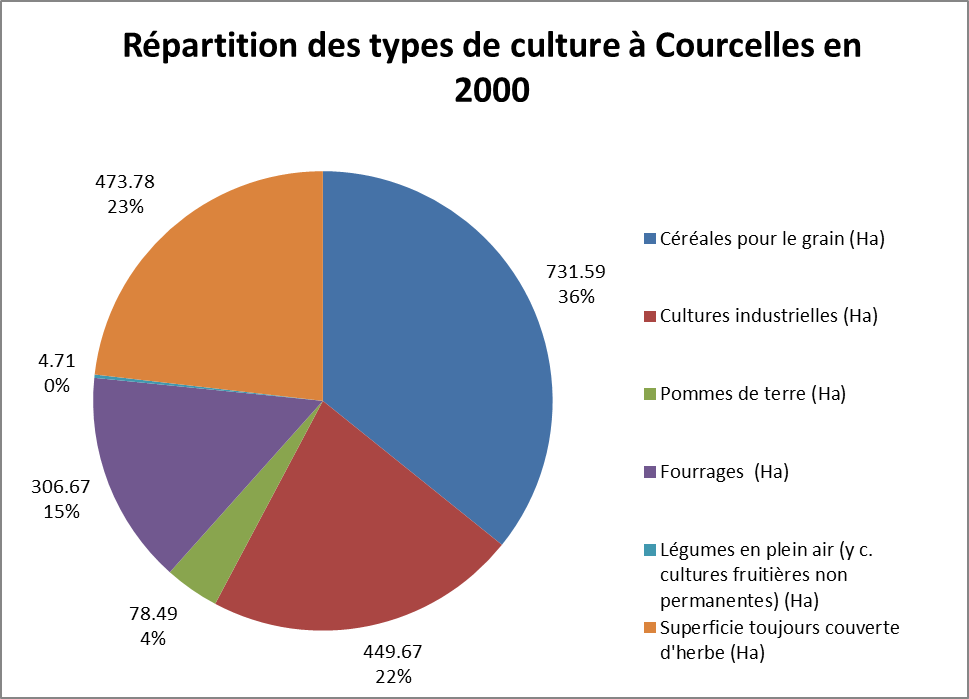 Répartition des types de culture à Courcelles en
2000
473.78
23%
731.59
36%
4.71
0%
306.67
15%
78.49
4%
449.67
22%
Céréales pour le grain (Ha)
Cultures industrielles (Ha)
Pommes de terre (Ha)
Fourrages  (Ha)
Légumes en plein air (y c.
cultures fruitières non
permanentes) (Ha)
Superficie toujours couverte
d'herbe (Ha)